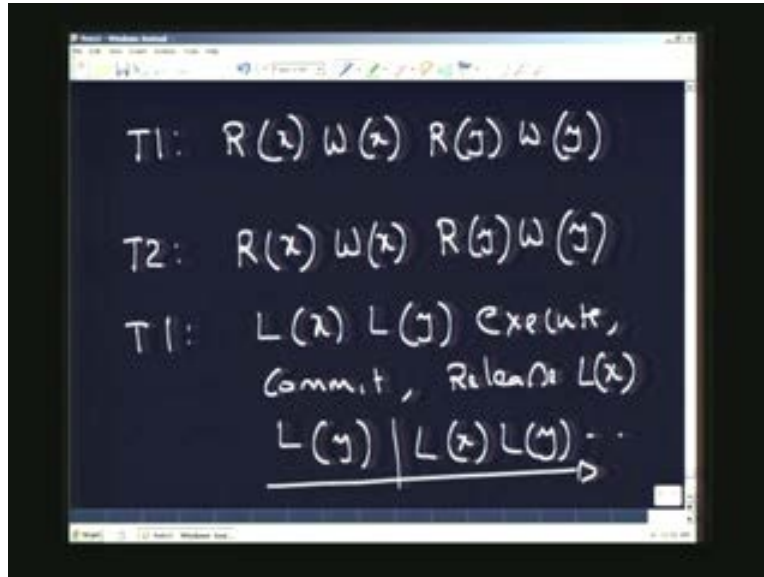 T1: R(x) W(x) R(y) W(y)
T2: R(x) W(x) R(y) W(y)
T1: L(x) L(y) Execute,
Commit, Release L(x)
L(y) | L(x) L(y) ..